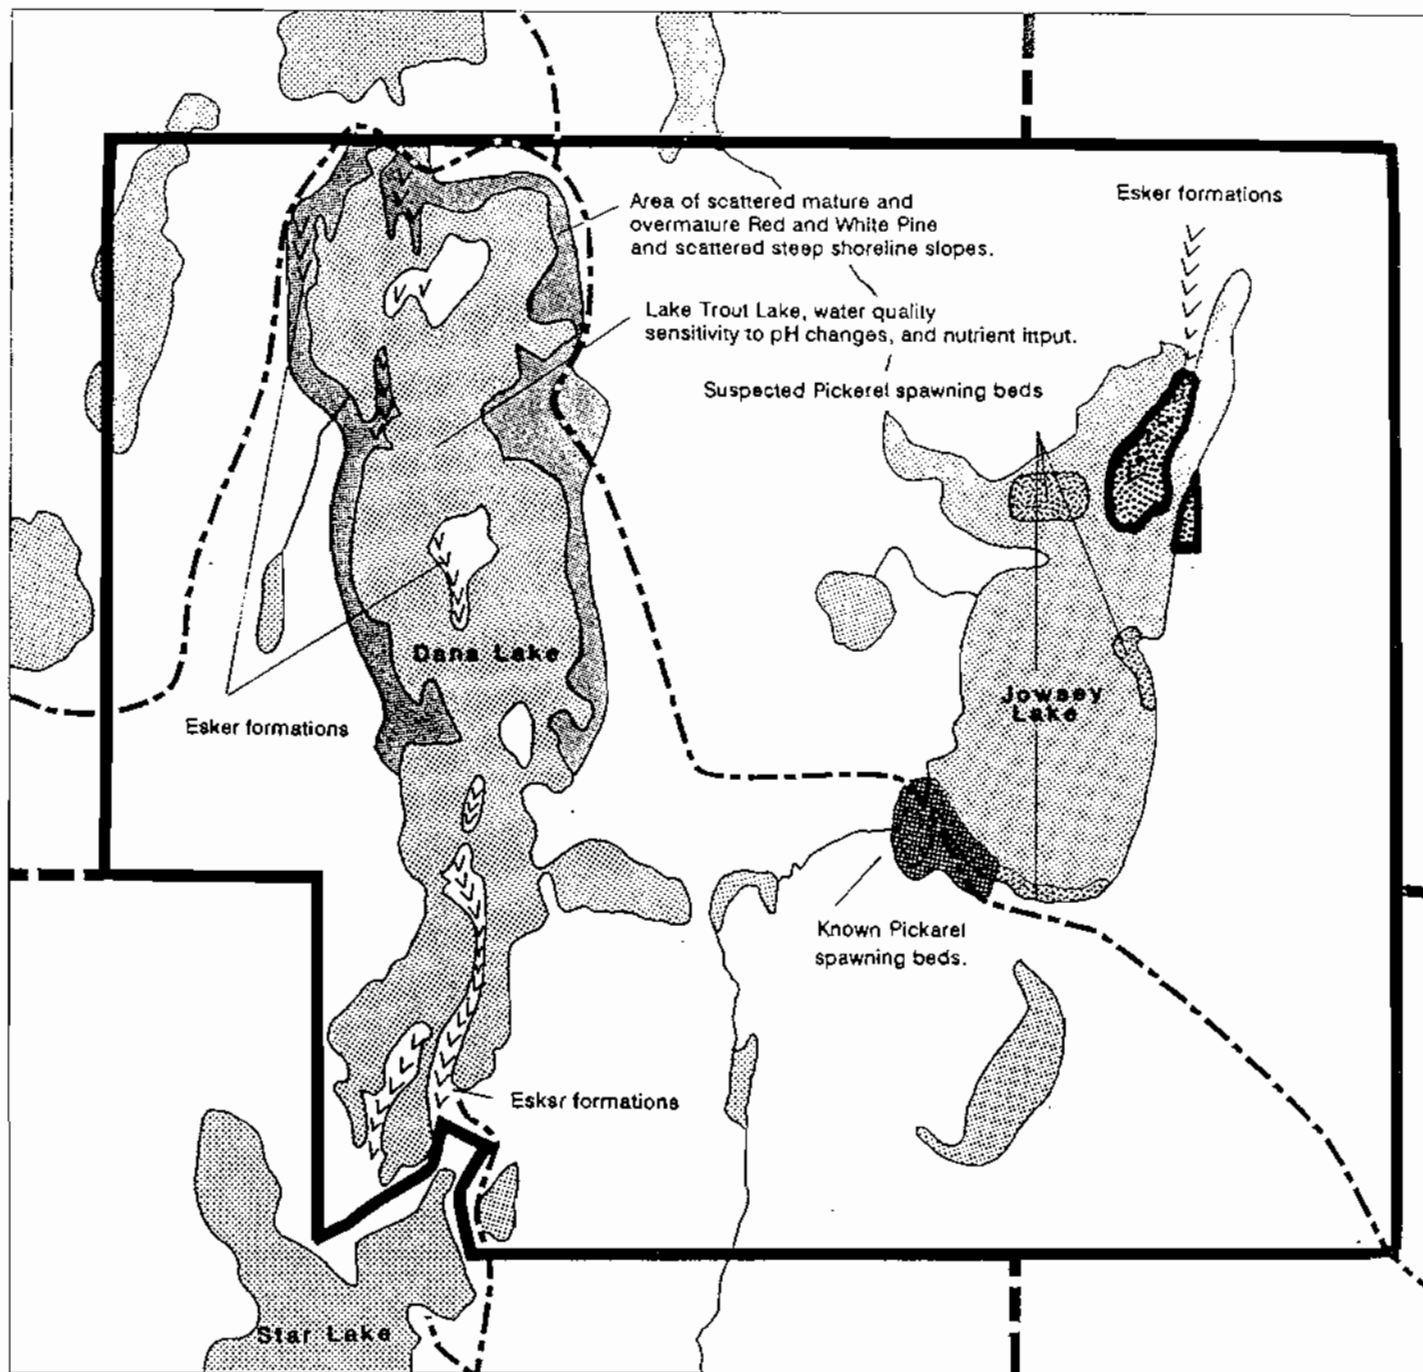 Esker formations
Area of scattered mature and
overmature Red and White Pine
and scattered steep shoreline slopes.
Lake Trout Lake, water quality
sensitivity to pH changes, and nutrient input.
Suspected Pickerel spawning beds
Dana Lake
Jowsey
Lake
Esker formations
Known Pickarel
spawning beds.
Esksr formations
Star Lake